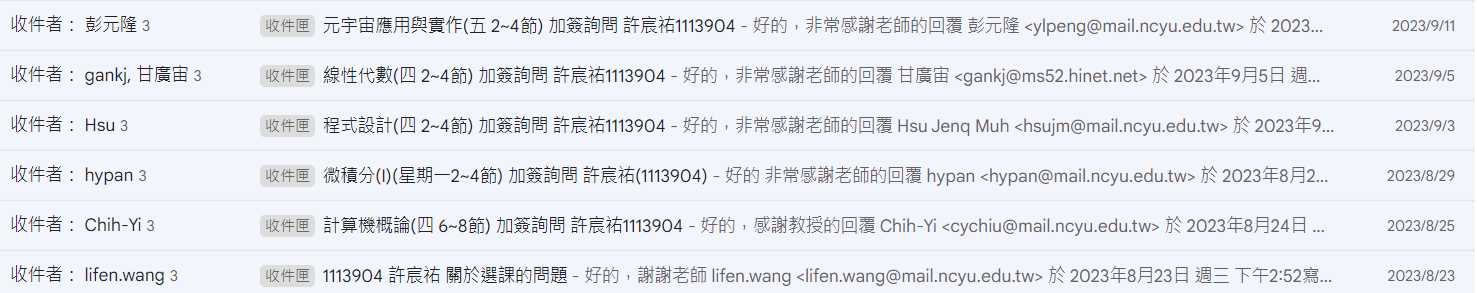 收件者： 彭元隆 3 收件匣 元宇宙應用與實作(五 2~4節) 加簽詢問 許宸祐1113904 - 好的，非常感謝老師的回覆 彭元隆 <ylpeng@mail.ncyu.edu.tw> 於 2023... 2023/9/11
收件者： gankj, 甘廣宙 3 收件匣 線性代數(四 2~4節) 加簽詢問 許宸祐1113904 - 好的，非常感謝老師的回覆 甘廣宙 <gankj@ms52.hinet.net> 於 2023年9月5日 週... 2023/9/5
收件者： Hsu 3 收件匣 程式設計(四 2~4節) 加簽詢問 許宸祐1113904 - 好的，非常感謝老師的回覆 Hsu Jenq Muh <hsujm@mail.ncyu.edu.tw> 於 2023年9... 2023/9/3
收件者： hypan 3 收件匣 微積分(I)(星期一2~4節) 加簽詢問 許宸祐(1113904) - 好的 非常感謝老師的回覆 hypan <hypan@mail.ncyu.edu.tw> 於 2023年8月2... 2023/8/29
收件者： Chih-Yi 3 收件匣 計算機概論(四 6~8節) 加簽詢問 許宸祐1113904 - 好的，感謝教授的回覆 Chih-Yi <cychiu@mail.ncyu.edu.tw> 於 2023年8月24日 ... 2023/8/25
收件者： lifen.wang 3 收件匣 1113904 許宸祐 關於選課的問題 - 好的，謝謝老師 lifen.wang <lifen.wang@mail.ncyu.edu.tw> 於 2023年8月23日 週三 下午2:52寫... 2023/8/23